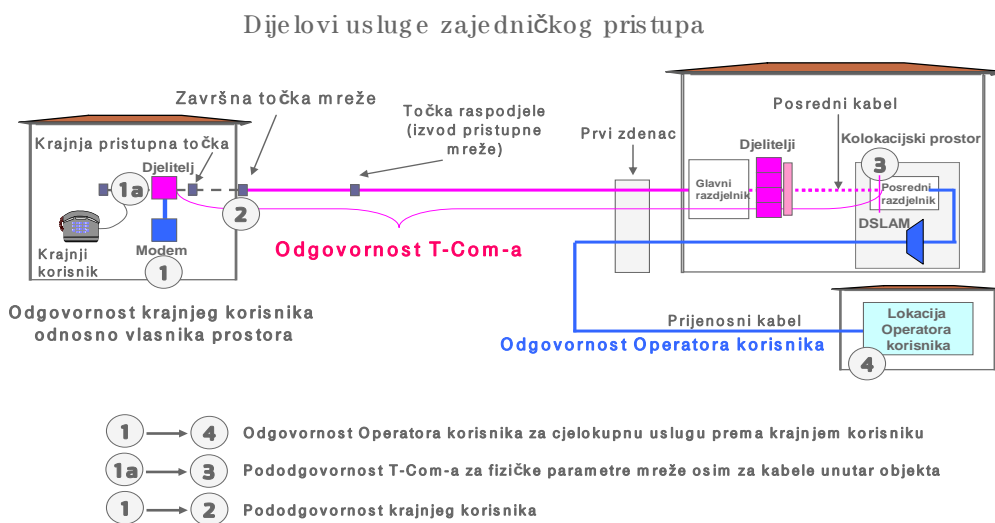 Dijelovi usluge zajedničkog pristupa
Završna točka mreže
Točka raspodjele
(izvod pristupne
mreže)
Prvi zdenac
Posredni kabel
Kolokacijski prostor
Krajnja pristupna točka
Djelitelj
Djelitelji
3
1a
2
Glavni
razdjelnik
Posredni
razdjelnik
DSLAM
Krajnji
korisnik
Modem
1
Odgovornost T-Com-a
Odgovornost krajnjeg korisnika
odnosno vlasnika prostora
Prijenosni kabel
Odgovornost Operatora korisnika
Lokacija
Operatora
korisnika
4
1 4 Odgovornost Operatora korisnika za cjelokupnu uslugu prema krajnjem korisniku
1a 3 Pododgovornost T-Com-a za fizičke parametre mreže osim za kabele unutar objekta
1 2 Pododgovornost krajnjeg korisnika